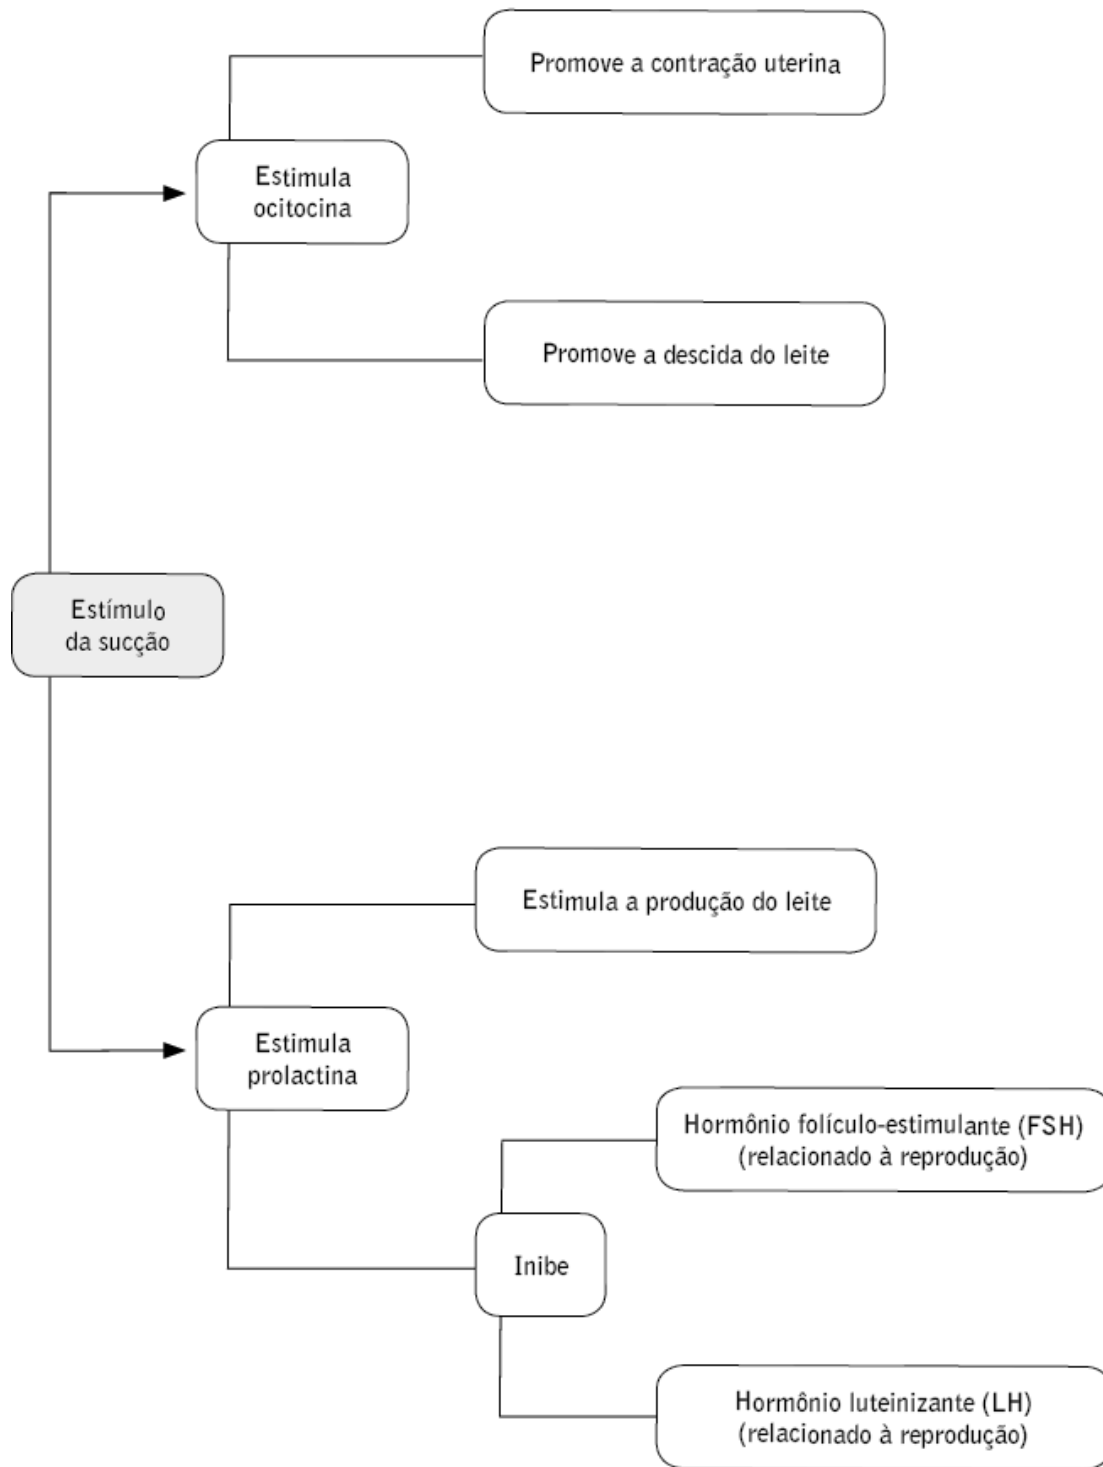 Promove a contração uterina
Estimula
ocitocina
Promove a descida do leite
Estímulo
da sucção
Estimula a produção do leite
Estimula
prolactina
Hormônio folículo-estimulante (FSH)
(relacionado à reprodução)
Inibe
Hormônio luteinizante (LH)
(relacionado à reprodução)